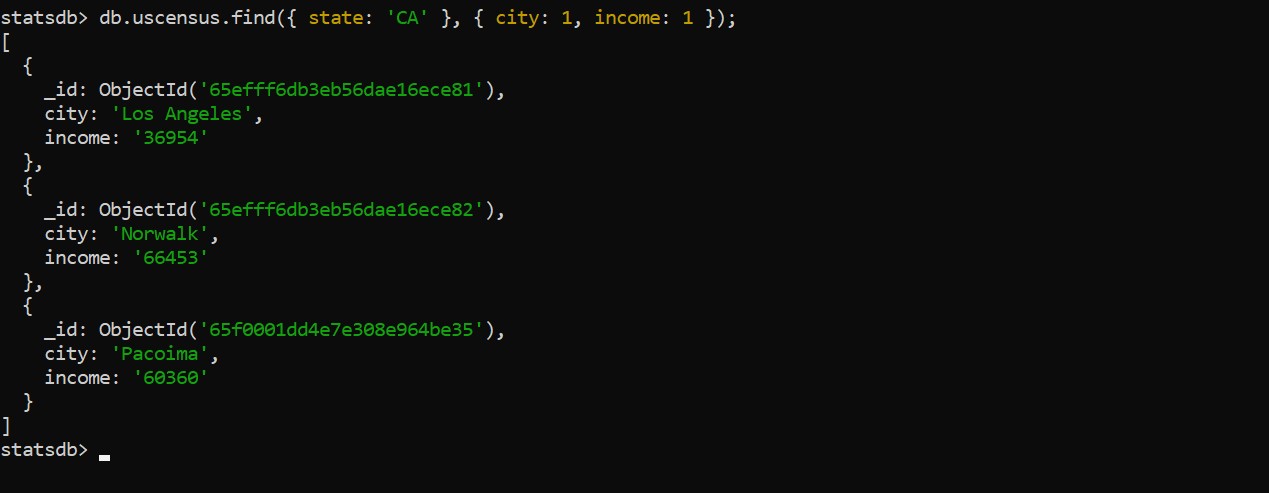 statsdb> db.uscensus.find({ state: 'CA' }, { city: 1, income: 1 });
[
  {
    _id: ObjectId('65efff6db3eb56dae16ece81'),
    city: 'Los Angeles',
    income: '36954'
  },
  {
    _id: ObjectId('65efff6db3eb56dae16ece82'),
    city: 'Norwalk',
    income: '66453'
  },
  {
    _id: ObjectId('65f0001dd4e7e308e964be35'),
    city: 'Pacoima',
    income: '60360'
  }
]
statsdb>